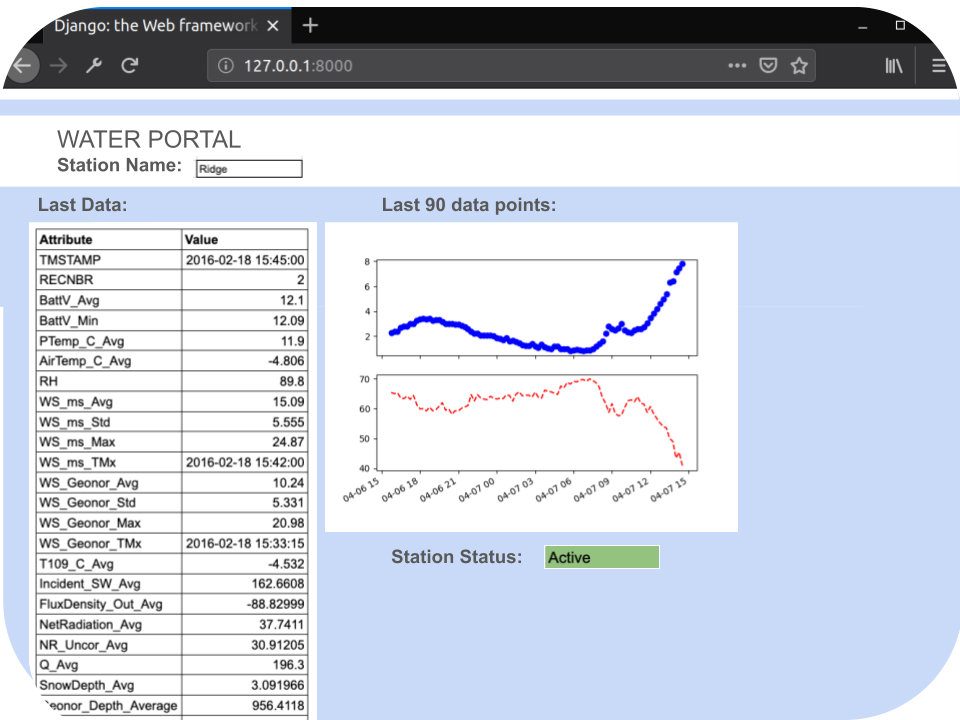 Django: the Web framework
127.0.0.1:8000
WATER PORTAL
Station Name: Ridge
Last Data:
Attribute Value
TMSTAMP 2016-02-18 15:45:00
RECNBR 2
BattV_Avg 12.1
BattV_Min 12.09
PTemp_C_Avg 11.9
AirTemp_C_Avg -4.806
RH 89.8
WS_ms_Avg 15.09
WS_ms_Std 5.555
WS_ms_Max 24.87
WS_ms_TMx 2016-02-18 15:42:00
WS_Geonor_Avg 10.24
WS_Geonor_Std 5.331
WS_Geonor_Max 20.98
WS_Geonor_TMx 2016-02-18 15:33:15
T109_C_Avg -4.532
Incident_SW_Avg 162.6608
FluxDensity_Out_Avg -88.82999
NetRadiation_Avg 37.7411
NR_Uncor_Avg 30.91205
Q_Avg 196.3
SnowDepth_Avg 3.091966
eonor_Depth_Average 956.4118
Last 90 data points:
8
6
4
2
70
60
50
40
04-06 15 04-06 18 04-06 21 04-07 00 04-07 03 04-07 06 04-07 09 04-07 12 04-07 15
Station Status: Active